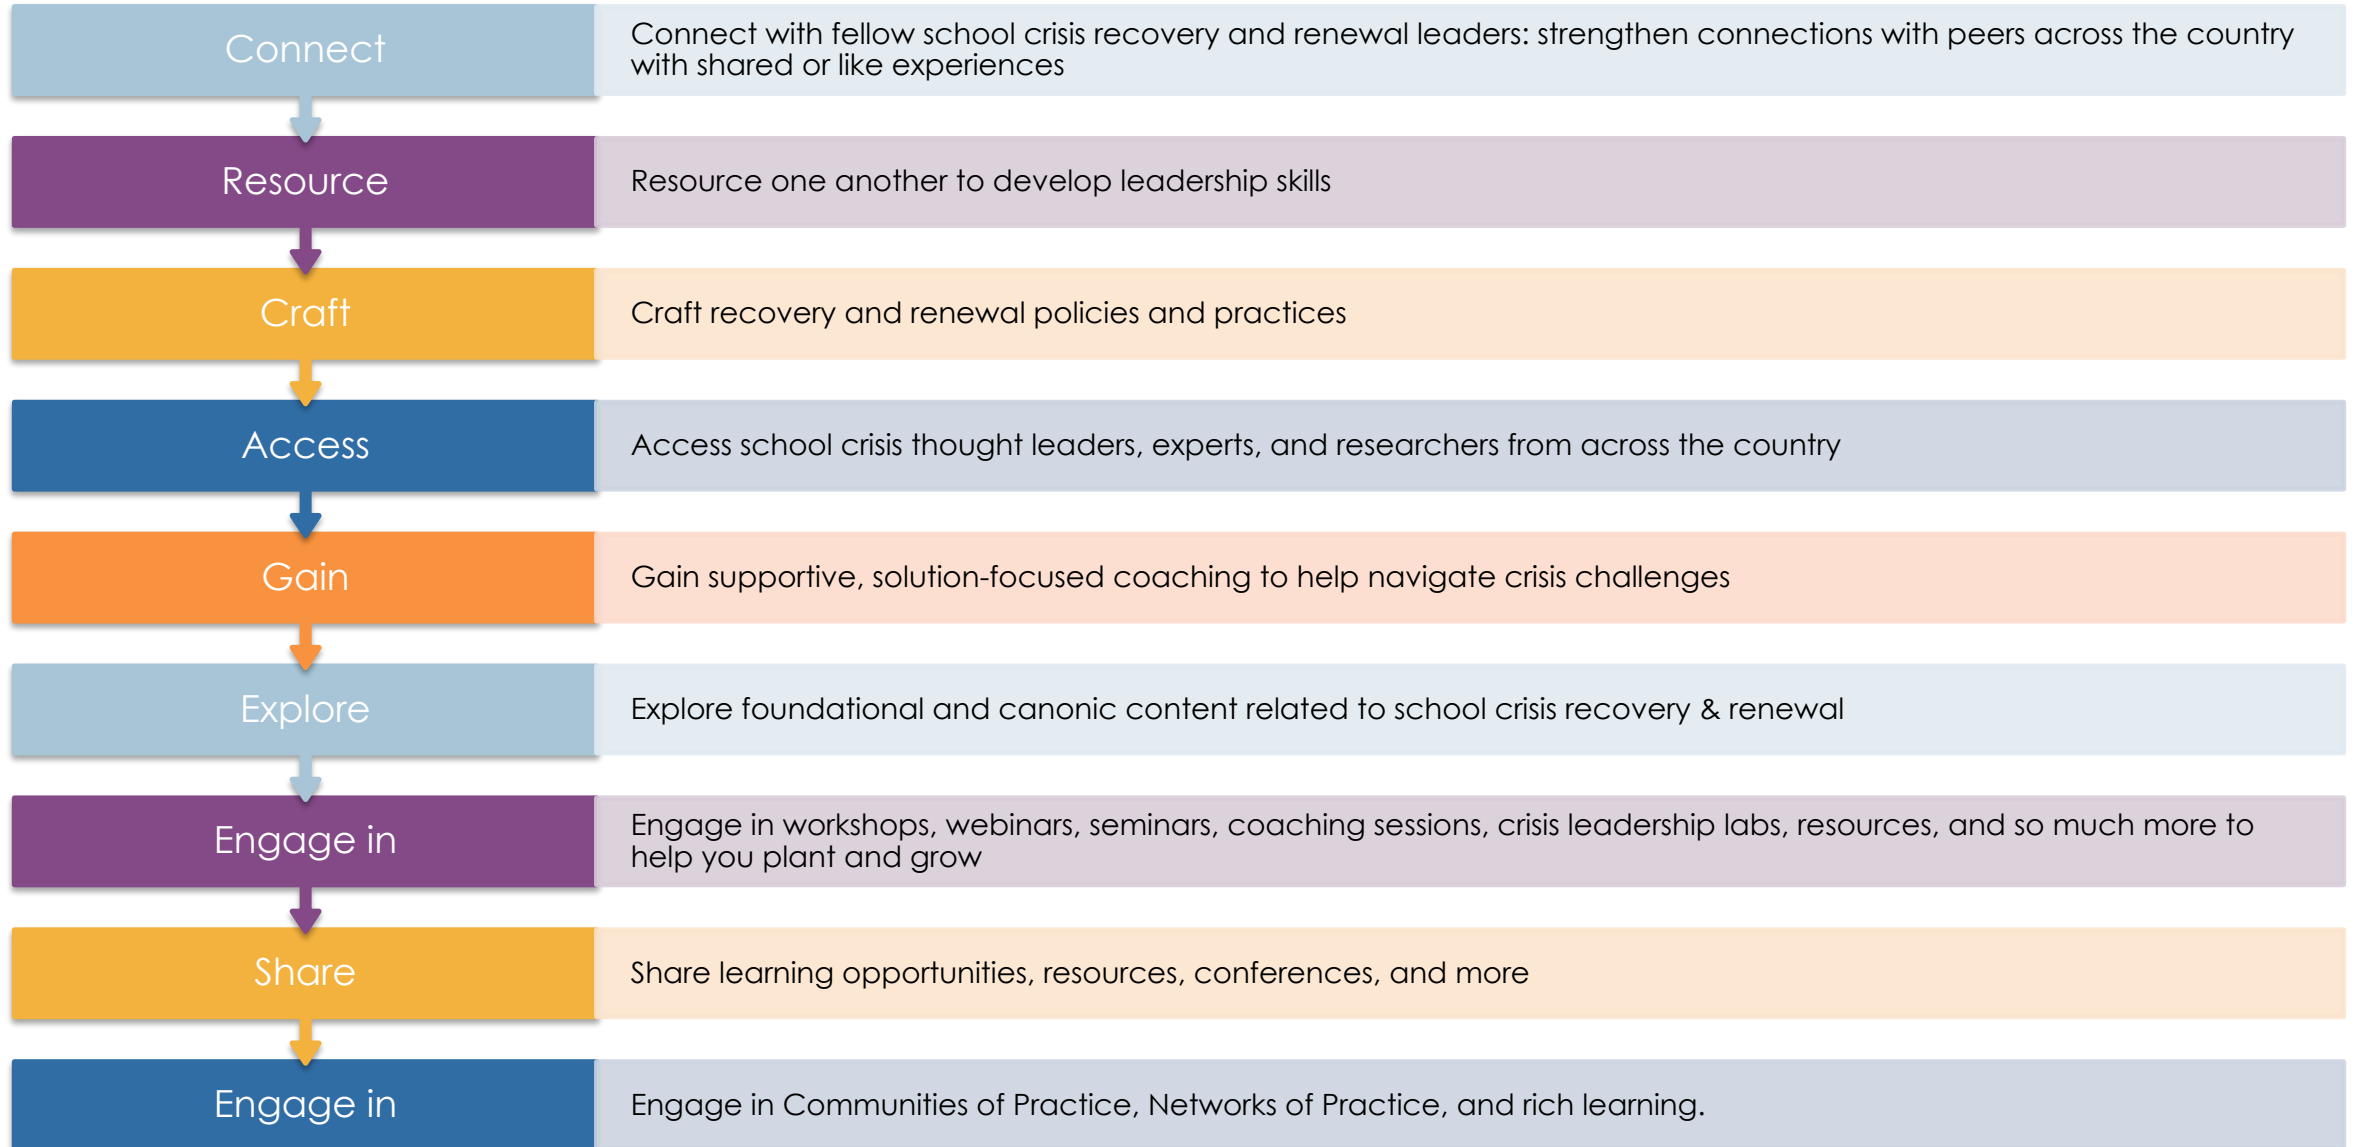 Connect
Connect with fellow school crisis recovery and renewal leaders: strengthen connections with peers across the country
with shared or like experiences
Resource
Resource one another to develop leadership skills
Craft
Craft recovery and renewal policies and practices
Access
Access school crisis thought leaders, experts, and researchers from across the country
Gain
Gain supportive, solution-focused coaching to help navigate crisis challenges
Explore
Explore foundational and canonic content related to school crisis recovery & renewal
Engage in
Engage in workshops, webinars, seminars, coaching sessions, crisis leadership labs, resources, and so much more to
help you plant and grow
Share
Share learning opportunities, resources, conferences, and more
Engage in
Engage in Communities of Practice, Networks of Practice, and rich learning.